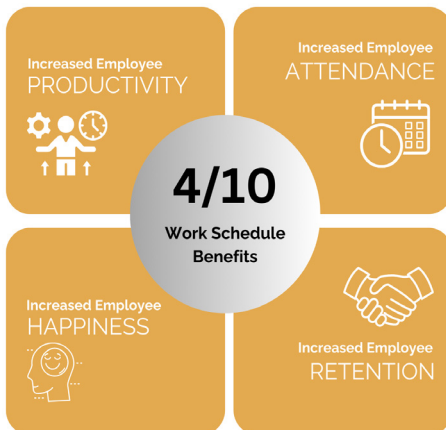 Increased Employee
PRODUCTIVITY
Increased Employee
ATTENDANCE
4/10
Work Schedule
Benefits
Increased Employee
HAPPINESS
Increased Employee
RETENTION